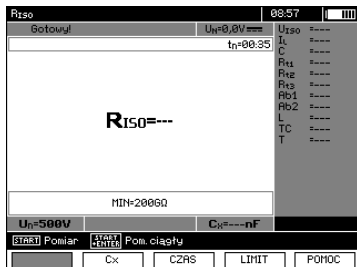 RISO 08:57
Gotowy! UN=0,0V
tn=00:35
RISO=---
MIN=200GΩ
Un=500V Cx=---nF
UISO =---
IL =---
C =---
Rt1 =---
Rt2 =---
Rt3 =---
Ab1 =---
Ab2 =---
L =---
TC =---
T =---
START Pomiar START +ENTER Pom. ciągły
Cx CZAS LIMIT POMOC